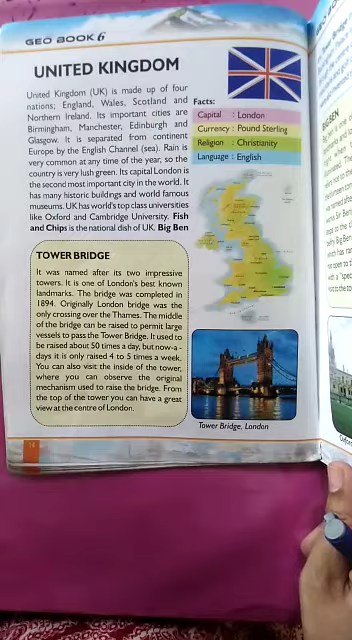 GEO BOOK 6
UNITED KINGDOM
United Kingdom (UK) is made up of four
nations; England, Wales, Scotland and
Northern Ireland. Its important cities are
Birmingham, Manchester, Edinburgh and
Glasgow. It is separated from continent
Europe by the English Channel (sea). Rain is
very common at any time of the year, so
the country is very lush green. Its capital London is
the second most important city in the world. It
has many historic buildings and world famous
museums. UK has world's top class universities
like Oxford and Cambridge University. Fish
and Chips is the national dish of UK. Big Ben
Facts:
Capital : London
Currency : Pound Sterling
Religion : Christianity
Language : English
TOWER BRIDGE
It was named after its two impressive
towers. It is one of London's best known
landmarks. The bridge was completed in
1894. Originally London bridge was the
only crossing over the Thames. The middle
of the bridge can be raised to permit large
vessels to pass the Tower Bridge. It used to
be raised about 50 times a day, but now-a-
days it is only raised 4 to 5 times a week.
You can also visit the inside of the tower,
where you can observe the original
mechanism used to raise the bridge. From
the top of the tower you can have a great
view at the centre of London.
Tower Bridge, London
14